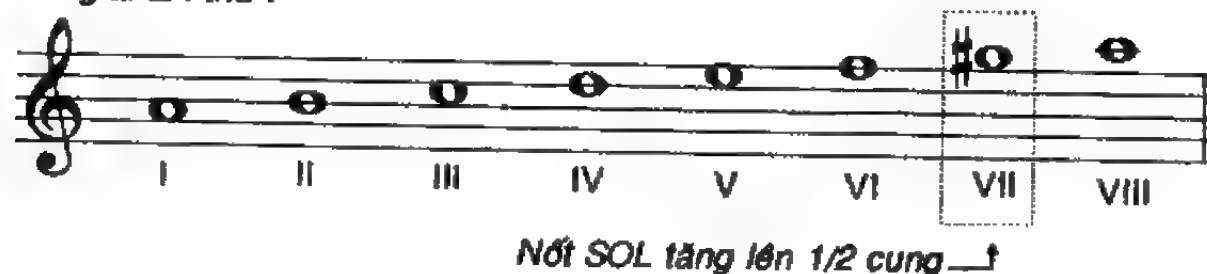 I II III IV V VI VII VIII
Nốt SOL tăng lên 1/2 cung